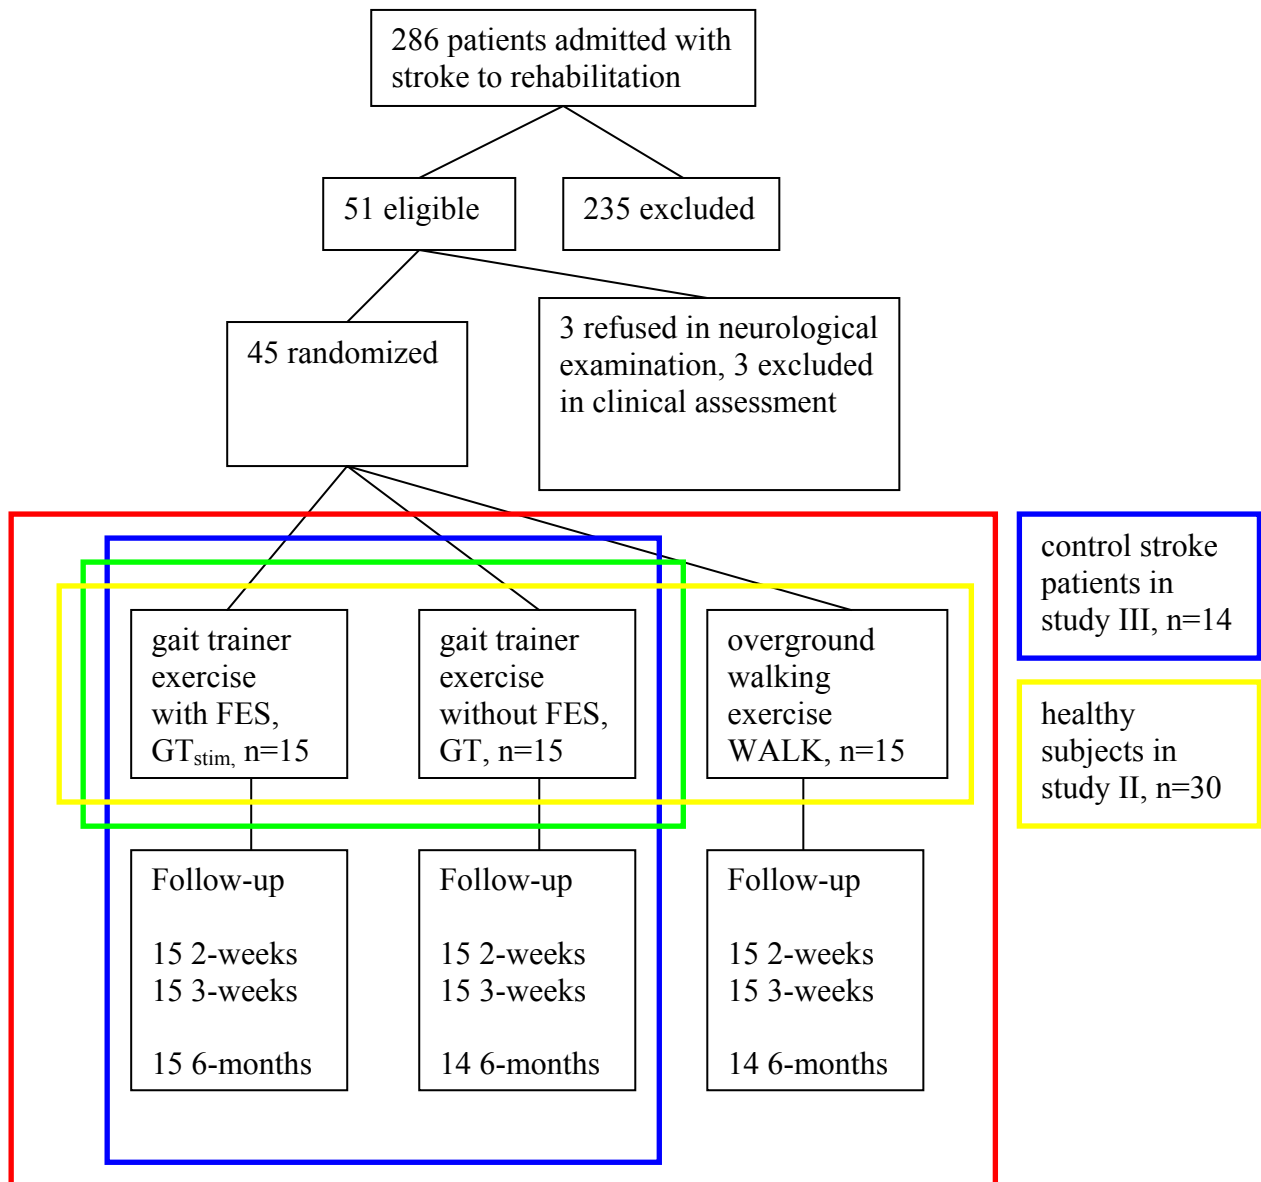 286 patients admitted with
stroke to rehabilitation
51 eligible
235 excluded
45 randomized
3 refused in neurological
examination, 3 excluded
in clinical assessment
gait trainer
exercise
with FES,
GTstim, n=15
gait trainer
exercise
without FES,
GT, n=15
overground
walking
exercise
WALK, n=15
control stroke
patients in
study III, n=14
healthy
subjects in
study II, n=30
Follow-up
15 2-weeks
15 3-weeks
15 6-months
Follow-up
15 2-weeks
15 3-weeks
14 6-months
Follow-up
15 2-weeks
15 3-weeks
14 6-months